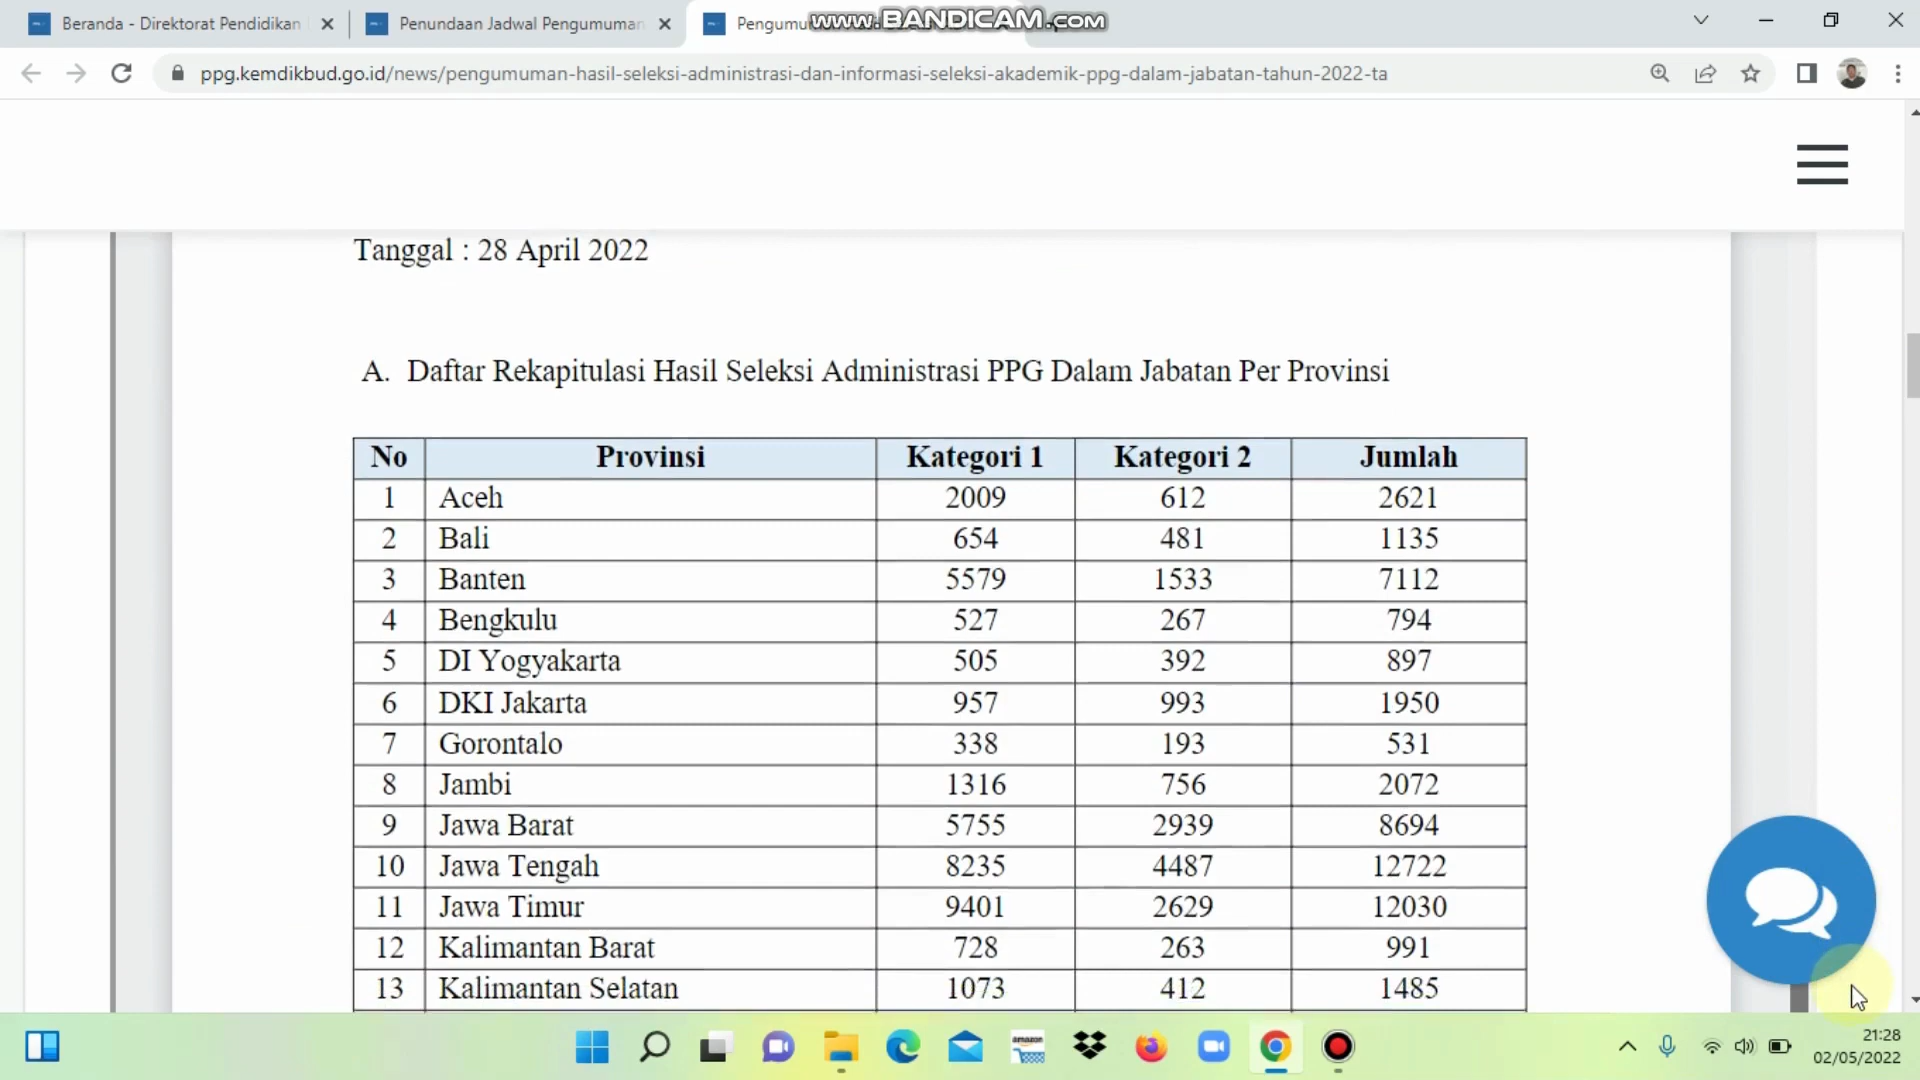 Beranda - Direktorat Pendidikan
Penundaan Jadwal Pengumuman
www.BANDICAM.com
ppg.kemdikbud.go.id/news/pengumuman-hasil-seleksi-administrasi-dan-informasi-seleksi-akademik-ppg-dalam-jabatan-tahun-2022-ta
Tanggal : 28 April 2022
A. Daftar Rekapitulasi Hasil Seleksi Administrasi PPG Dalam Jabatan Per Provinsi
No Provinsi Kategori 1 Kategori 2 Jumlah
1 Aceh 2009 612 2621
2 Bali 654 481 1135
3 Banten 5579 1533 7112
4 Bengkulu 527 267 794
5 DI Yogyakarta 505 392 897
6 DKI Jakarta 957 993 1950
7 Gorontalo 338 193 531
8 Jambi 1316 756 2072
9 Jawa Barat 5755 2939 8694
10 Jawa Tengah 8235 4487 12722
11 Jawa Timur 9401 2629 12030
12 Kalimantan Barat 728 263 991
13 Kalimantan Selatan 1073 412 1485
amazon
21:28
02/05/2022